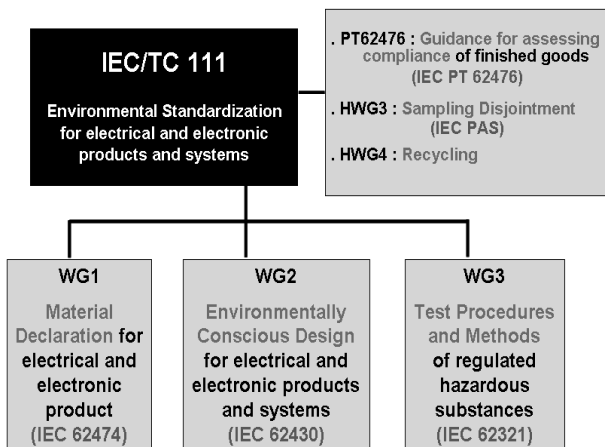 IEC/TC 111
Environmental Standardization
for electrical and electronic
products and systems
. PT62476 : Guidance for assessing
compliance of finished goods
(IEC PT 62476)
. HWG3 : Sampling Disjointment
(IEC PAS)
. HWG4 : Recycling
WG1
Material
Declaration for
electrical and
electronic
product
(IEC 62474)
WG2
Environmentally
Conscious Design
for electrical and
electronic products
and systems
(IEC 62430)
WG3
Test Procedures
and Methods
of regulated
hazardous
substances
(IEC 62321)